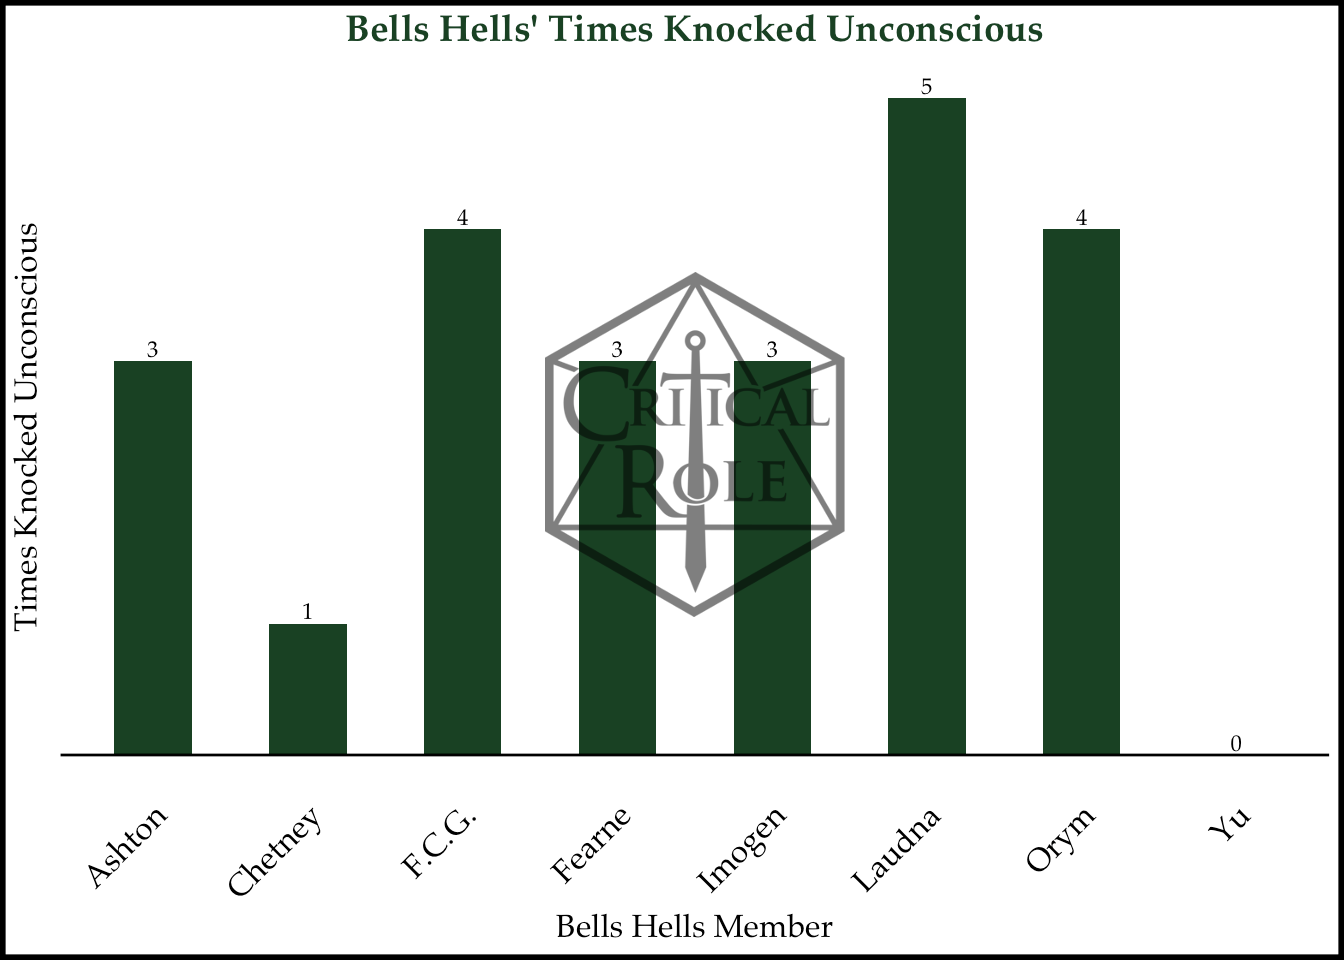 Bells Hells' Times Knocked Unconscious
5
4
4
3
3
3
1
0
Times Knocked Unconscious
CRITICAL
ROLE
Ashton
Chetney
F.C.G.
Fearne
Imogen
Laudna
Orym
Yu
Bells Hells Member